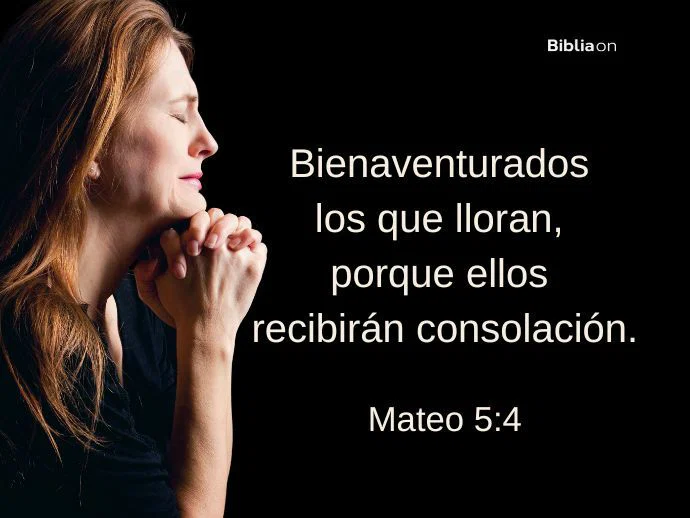 Bibliaon
Bienaventurados
los que lloran,
porque ellos
recibirán consolación.
Mateo 5:4